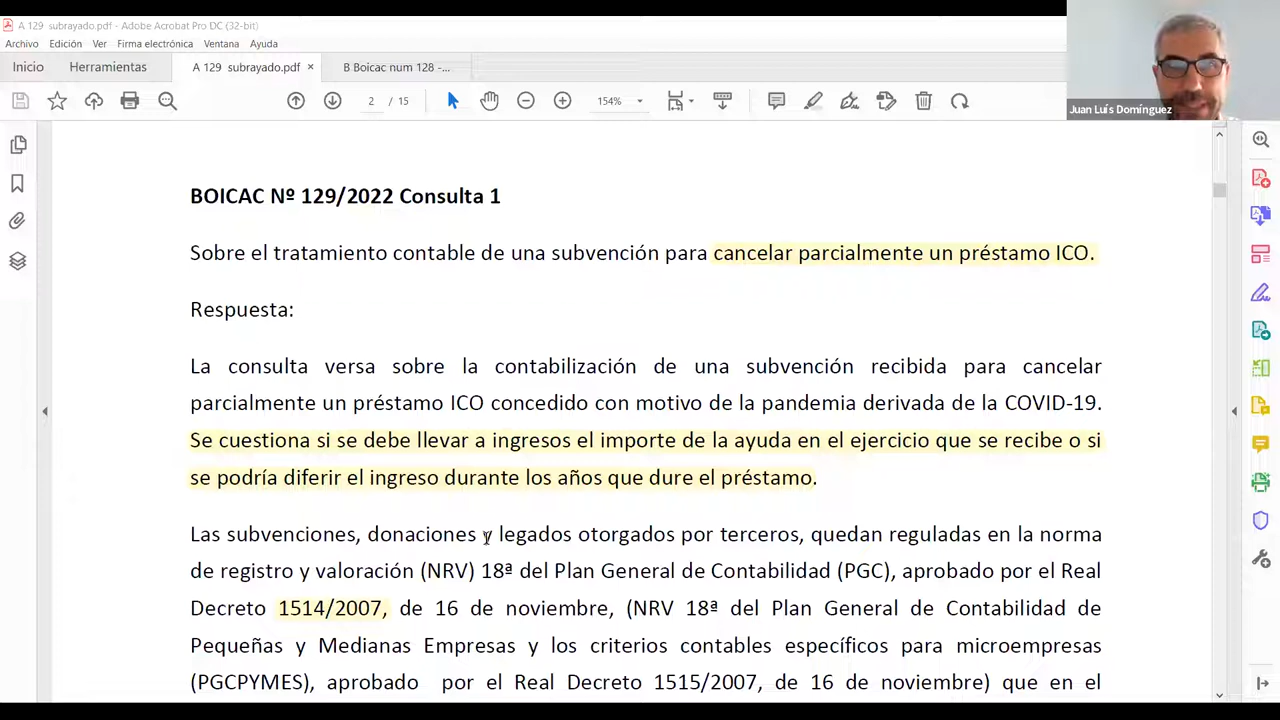 A 129 subrayado.pdf - Adobe Acrobat Pro DC (32-bit)
Archivo Edición Ver Firma electrónica Ventana Ayuda
Inicio Herramientas A 129 subrayado.pdf × B Boicac num 128 -...
2 / 15 154%
Juan Luís Domínguez
BOICAC Nº 129/2022 Consulta 1
Sobre el tratamiento contable de una subvención para cancelar parcialmente un préstamo ICO.
Respuesta:
La consulta versa sobre la contabilización de una subvención recibida para cancelar
parcialmente un préstamo ICO concedido con motivo de la pandemia derivada de la COVID-19.
Se cuestiona si se debe llevar a ingresos el importe de la ayuda en el ejercicio que se recibe o si
se podría diferir el ingreso durante los años que dure el préstamo.
Las subvenciones, donaciones y legados otorgados por terceros, quedan reguladas en la norma
de registro y valoración (NRV) 18ª del Plan General de Contabilidad (PGC), aprobado por el Real
Decreto 1514/2007, de 16 de noviembre, (NRV 18ª del Plan General de Contabilidad de
Pequeñas y Medianas Empresas y los criterios contables específicos para microempresas
(PGCPYMES), aprobado por el Real Decreto 1515/2007, de 16 de noviembre) que en el